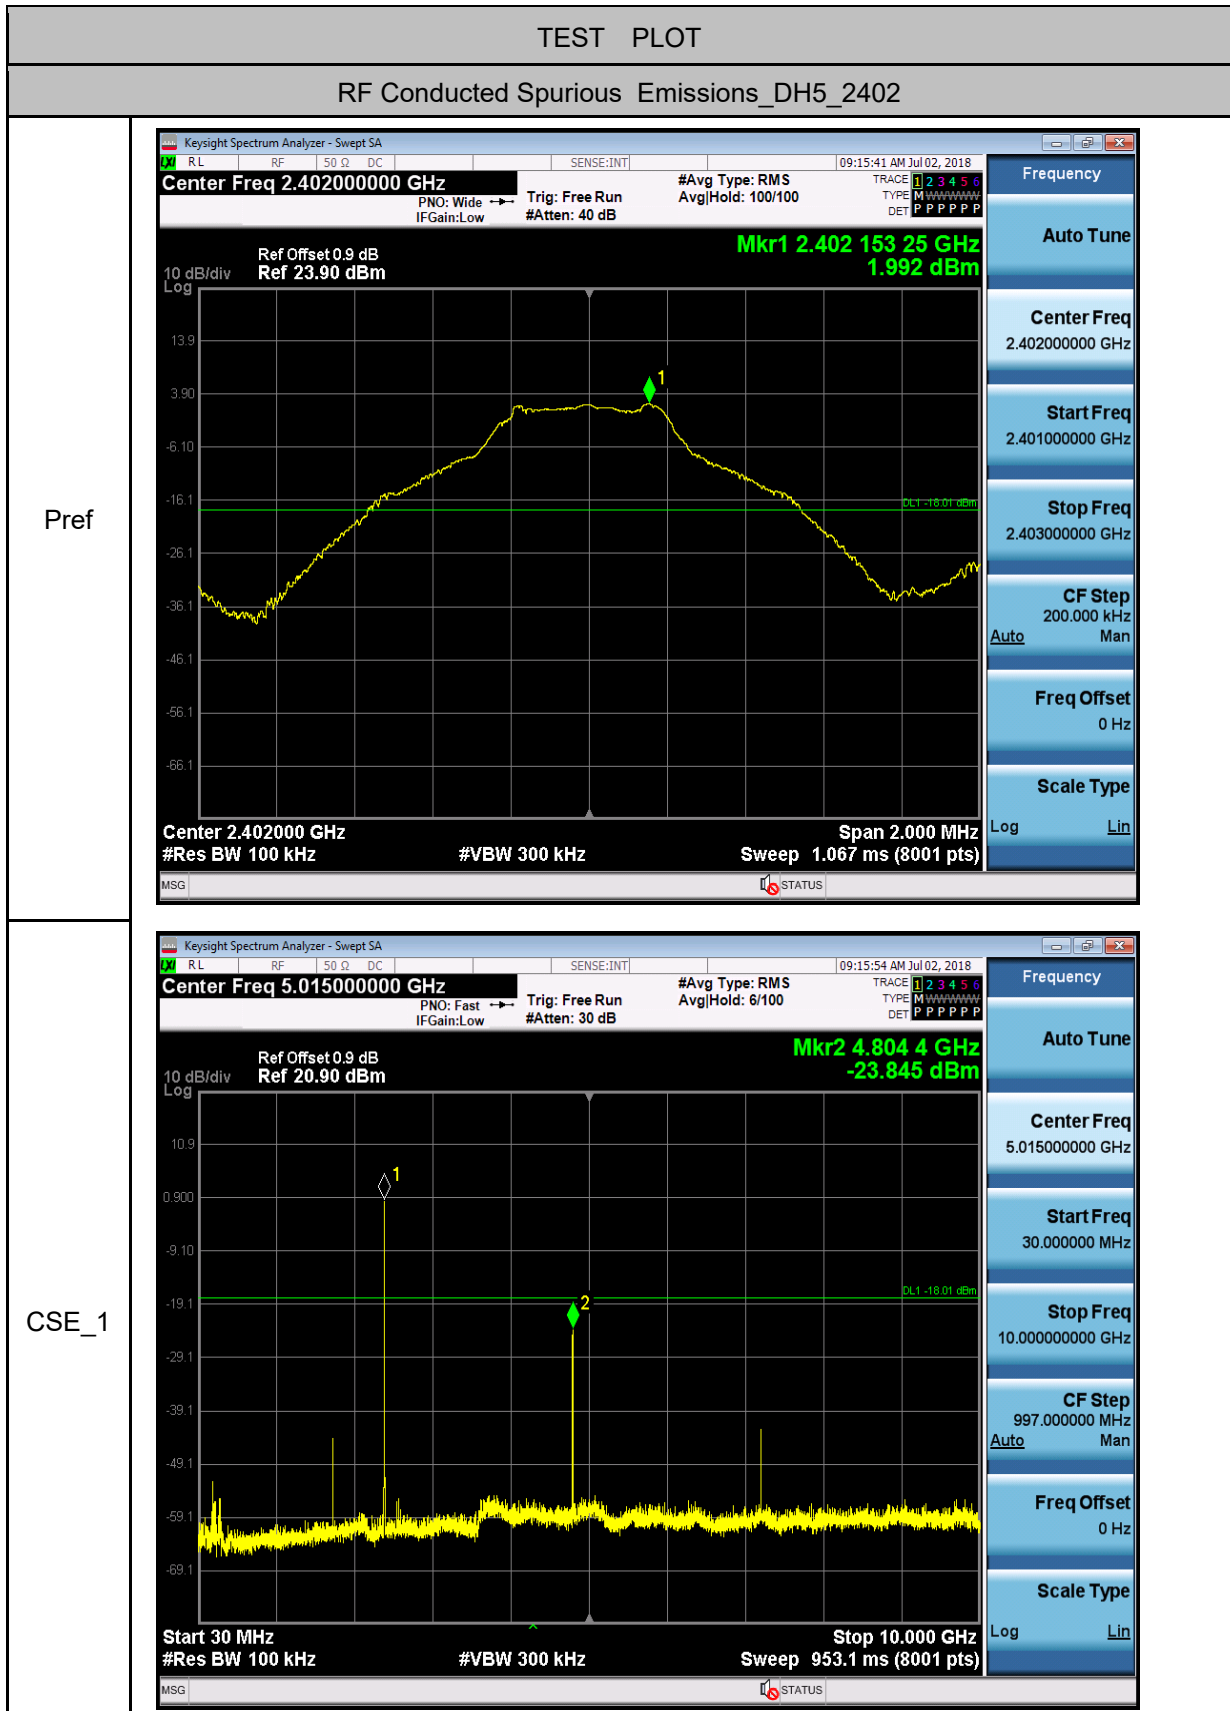 TEST PLOT
RF Conducted Spurious Emissions_DH5_2402
Pref
Keysight Spectrum Analyzer - Swept SA
LXI RL RF 50 Ω DC SENSE:INT 09:15:41 AM Jul 02, 2018
Center Freq 2.402000000 GHz
PNO: Wide
IFGain:Low
Trig: Free Run
#Atten: 40 dB
#Avg Type: RMS
Avg|Hold: 100/100
TRACE 1 2 3 4 5 6
TYPE M WWWWW
DET P P P P P P
Mkr1 2.402 153 25 GHz
1.992 dBm
Ref Offset 0.9 dB
10 dB/div Ref 23.90 dBm
Log
13.9
3.90
-6.10
-16.1
-26.1
-36.1
-46.1
-56.1
-66.1
1
DL1 -18.01 dBm
Center 2.402000 GHz
Span 2.000 MHz
#Res BW 100 kHz
#VBW 300 kHz
Sweep 1.067 ms (8001 pts)
MSG
STATUS
Frequency
Auto Tune
Center Freq
2.402000000 GHz
Start Freq
2.401000000 GHz
Stop Freq
2.403000000 GHz
CF Step
200.000 kHz
Auto Man
Freq Offset
0 Hz
Scale Type
Log Lin
CSE_1
Keysight Spectrum Analyzer - Swept SA
LXI RL RF 50 Ω DC SENSE:INT 09:15:54 AM Jul 02, 2018
Center Freq 5.015000000 GHz
PNO: Fast
IFGain:Low
Trig: Free Run
#Atten: 30 dB
#Avg Type: RMS
Avg|Hold: 6/100
TRACE 1 2 3 4 5 6
TYPE M WWWWW
DET P P P P P P
Mkr2 4.804 4 GHz
-23.845 dBm
Ref Offset 0.9 dB
10 dB/div Ref 20.90 dBm
Log
10.9
0.900
-9.10
-19.1
-29.1
-39.1
-49.1
-59.1
-69.1
1
2
DL1 -18.01 dBm
Start 30 MHz
Stop 10.000 GHz
#Res BW 100 kHz
#VBW 300 kHz
Sweep 953.1 ms (8001 pts)
MSG
STATUS
Frequency
Auto Tune
Center Freq
5.015000000 GHz
Start Freq
30.000000 MHz
Stop Freq
10.000000000 GHz
CF Step
997.000000 MHz
Auto Man
Freq Offset
0 Hz
Scale Type
Log Lin